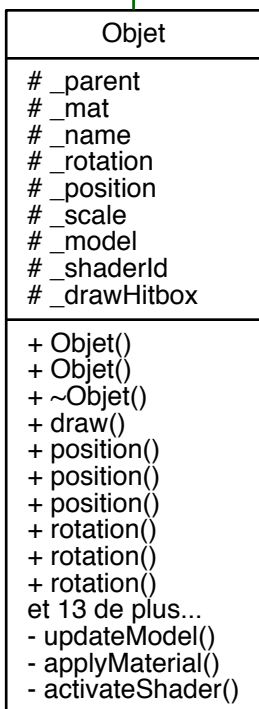 Objet
# _parent
# _mat
# _name
# _rotation
# _position
# _scale
# _model
# _shaderId
# _drawHitbox
+ Objet()
+ Objet()
+ ~Objet()
+ draw()
+ position()
+ position()
+ position()
+ rotation()
+ rotation()
+ rotation()
et 13 de plus...
- updateModel()
- applyMaterial()
- activateShader()